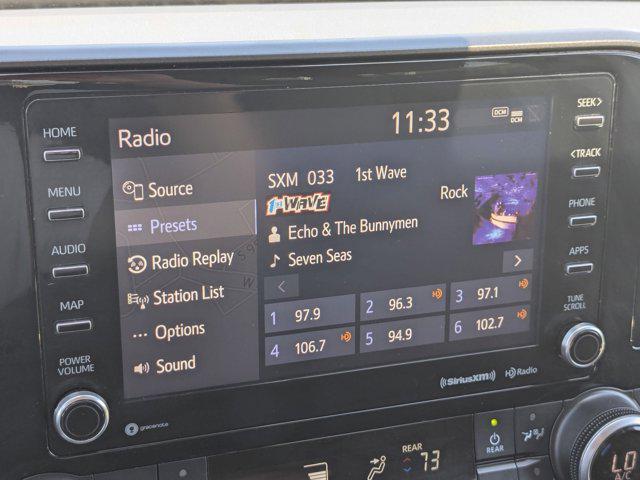 HOME
MENU
AUDIO
MAP
POWER
VOLUME
Radio
11:33
DCM
DCM
Source
Presets
Radio Replay
Station List
Options
Sound
SXM 033 1st Wave
1st WAVE
Rock
Echo & The Bunnymen
Seven Seas
1 97.9
2 96.3
3 97.1
4 106.7
5 94.9
6 102.7
SEEK>
<TRACK
PHONE
APPS
TUNE
SCROLL
gracenote
SiriusXM
HD Radio
REAR
73
REAR
LO
A/C